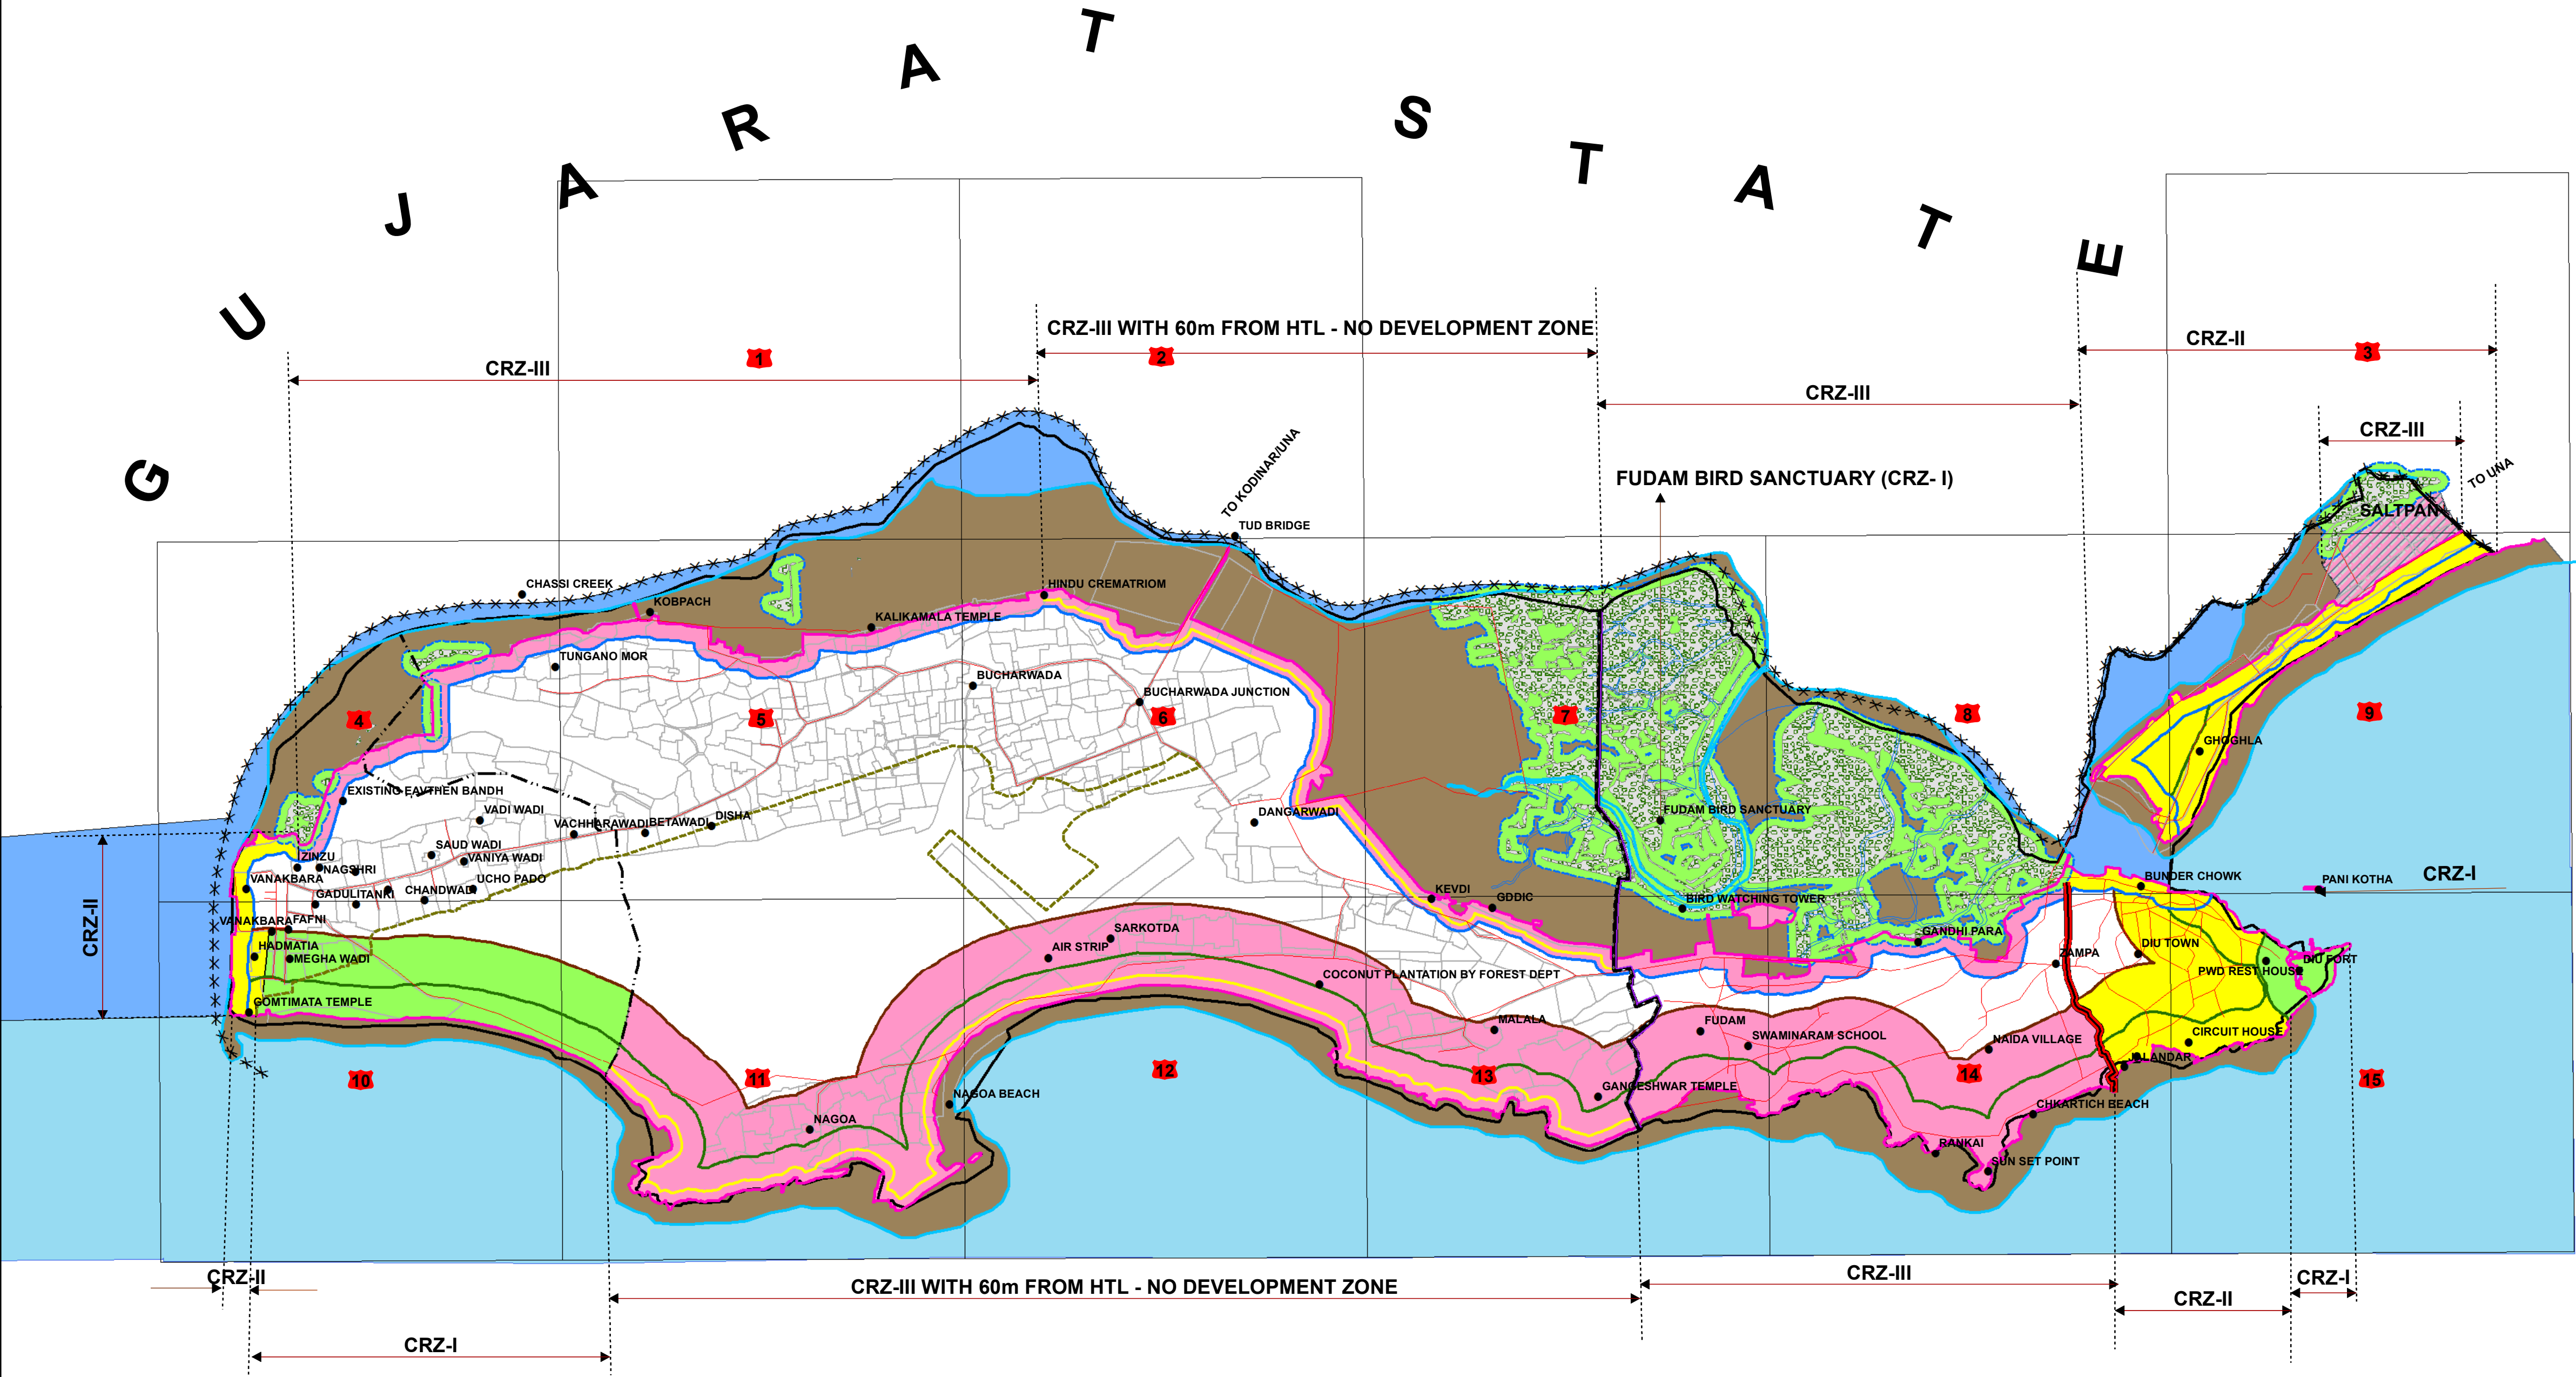 GUJARAT STATE
CRZ-III WITH 60m FROM HTL - NO DEVELOPMENT ZONE
CRZ-II
1
2
3
CRZ-III
CRZ-III
CRZ-III
FUDAM BIRD SANCTUARY (CRZ- I)
TO KODINAR/UNA
TO UNA
SALTPAN
TUD BRIDGE
CHASSI CREEK
HINDU CREMATRIOM
KOBPACH
KALIKAMALA TEMPLE
TUNGANO MOR
BUCHARWADA
BUCHARWADA JUNCTION
4
5
6
7
8
9
GHOGHLA
EXISTING EAVTHEN BANDH
VADI WADI
VACHHARAWADI
BETAWADI
DISHA
DANGARWADI
FUDAM BIRD SANCTUARY
SAUD WADI
VANIYA WADI
ZINZU
NAGSHRI
VANAKBARA
UCHO PADO
GADULITANKI
CHANDWADI
KEVDI
GDDIC
BIRD WATCHING TOWER
BUNDER CHOWK
PANI KOTHA
CRZ-I
CRZ-II
VANAKBARA
FAFNI
HADMATIA
MEGHA WADI
SARKOTDA
AIR STRIP
GANDHI PARA
ZAMPA
DIU TOWN
DIU FORT
PWD REST HOUSE
COCONUT PLANTATION BY FOREST DEPT
GOMTIMATA TEMPLE
MALALA
FUDAM
SWAMINARAM SCHOOL
NAIDA VILLAGE
CIRCUIT HOUSE
JALANDAR
10
11
12
13
14
15
GANGESHWAR TEMPLE
NAGOA BEACH
NAGOA
CHKARTICH BEACH
RANKAI
SUN SET POINT
CRZ-II
CRZ-III WITH 60m FROM HTL - NO DEVELOPMENT ZONE
CRZ-III
CRZ-I
CRZ-II
CRZ-I